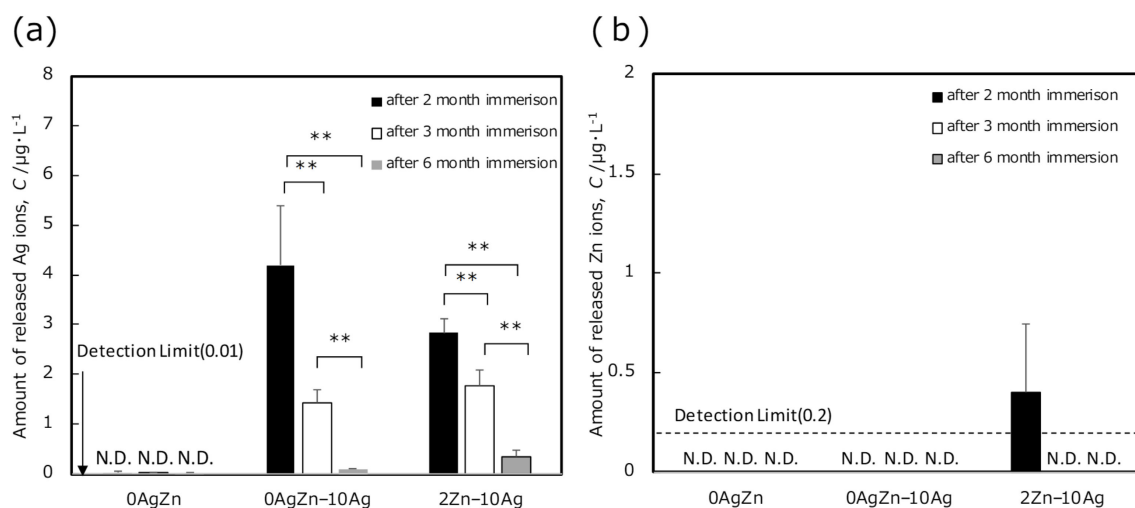 (a)
Amount of released Ag ions, C /µg·L⁻¹
8
7
6
5
4
3
2
1
0
after 2 month immerison
after 3 month immerison
after 6 month immersion
**
**
**
**
**
**
Detection Limit(0.01)
N.D. N.D. N.D.
0AgZn 0AgZn–10Ag 2Zn–10Ag
(b)
Amount of released Zn ions, C /µg·L⁻¹
2
1.5
1
0.5
0
after 2 month immersion
after 3 month immersion
after 6 month immersion
Detection Limit(0.2)
N.D. N.D. N.D. N.D. N.D. N.D. N.D. N.D.
0AgZn 0AgZn–10Ag 2Zn–10Ag